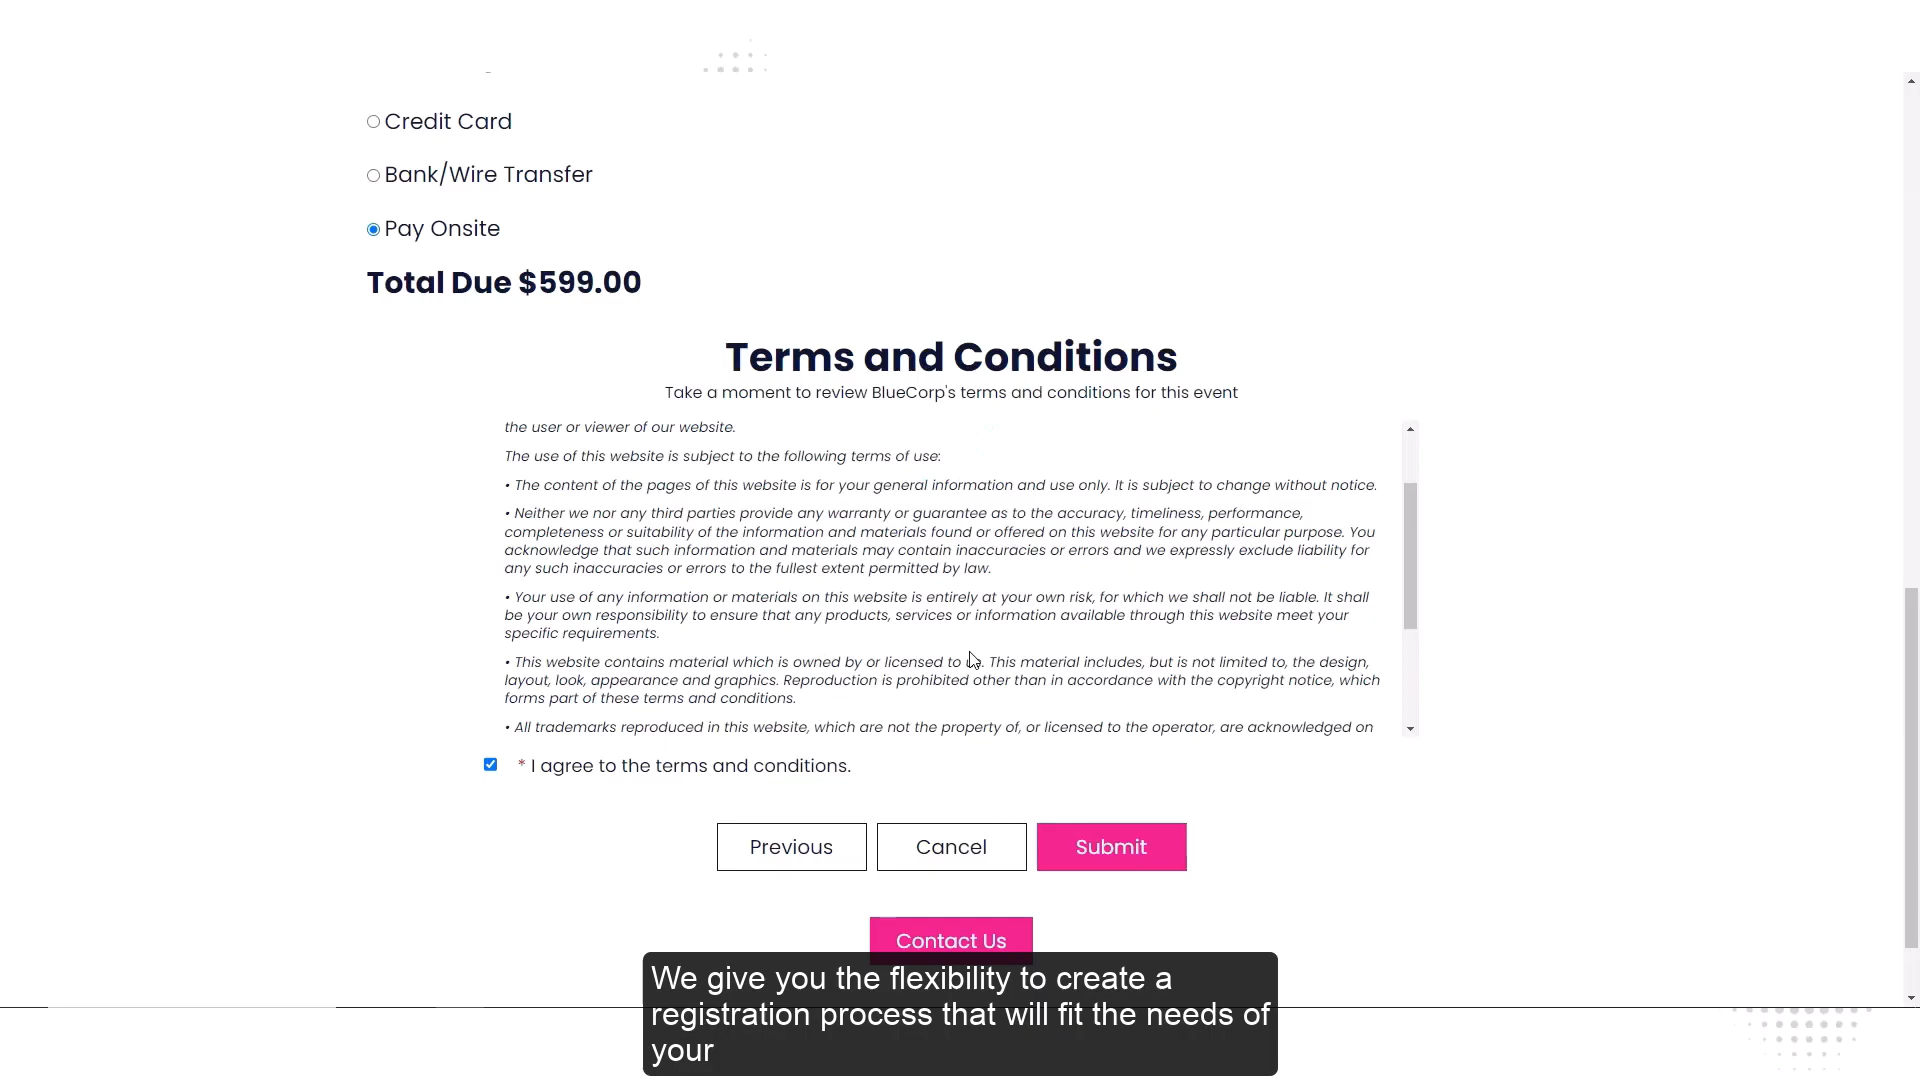 Credit Card
Bank/Wire Transfer
Pay Onsite
Total Due $599.00
Terms and Conditions
Take a moment to review BlueCorp's terms and conditions for this event
the user or viewer of our website.
The use of this website is subject to the following terms of use:
• The content of the pages of this website is for your general information and use only. It is subject to change without notice.
• Neither we nor any third parties provide any warranty or guarantee as to the accuracy, timeliness, performance,
completeness or suitability of the information and materials found or offered on this website for any particular purpose. You
acknowledge that such information and materials may contain inaccuracies or errors and we expressly exclude liability for
any such inaccuracies or errors to the fullest extent permitted by law.
• Your use of any information or materials on this website is entirely at your own risk, for which we shall not be liable. It shall
be your own responsibility to ensure that any products, services or information available through this website meet your
specific requirements.
• This website contains material which is owned by or licensed to This material includes, but is not limited to, the design,
layout, look, appearance and graphics. Reproduction is prohibited other than in accordance with the copyright notice, which
forms part of these terms and conditions.
• All trademarks reproduced in this website, which are not the property of, or licensed to the operator, are acknowledged on
* I agree to the terms and conditions.
Previous
Cancel
Submit
Contact Us
We give you the flexibility to create a
registration process that will fit the needs of
your